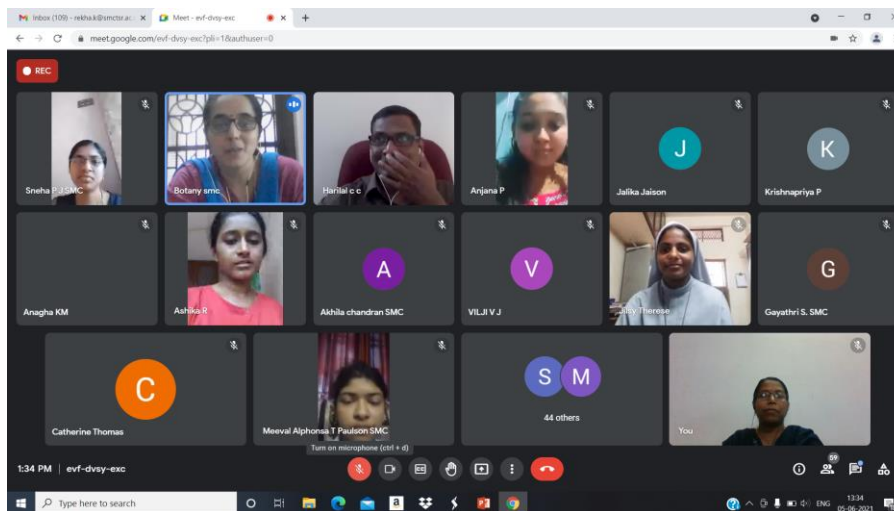 Inbox (109) - rekha.k@smctsr.ac.
Meet - evf-dvsy-exc
meet.google.com/evf-dvsy-exc?pli=1&authuser=0
REC
Sneha P J SMC
Botany smc
Harilal c c
Anjana P
J
Jalika Jaison
K
Krishnapriya P
Anagha KM
Ashika R
A
Akhila chandran SMC
V
VILJI V J
Jilsy Therese
G
Gayathri S. SMC
C
Catherine Thomas
Meeval Alphonsa T Paulson SMC
S M
44 others
You
Turn on microphone (ctrl + d)
1:34 PM | evf-dvsy-exc
59
Type here to search
a
ENG
13:34
05-06-2021